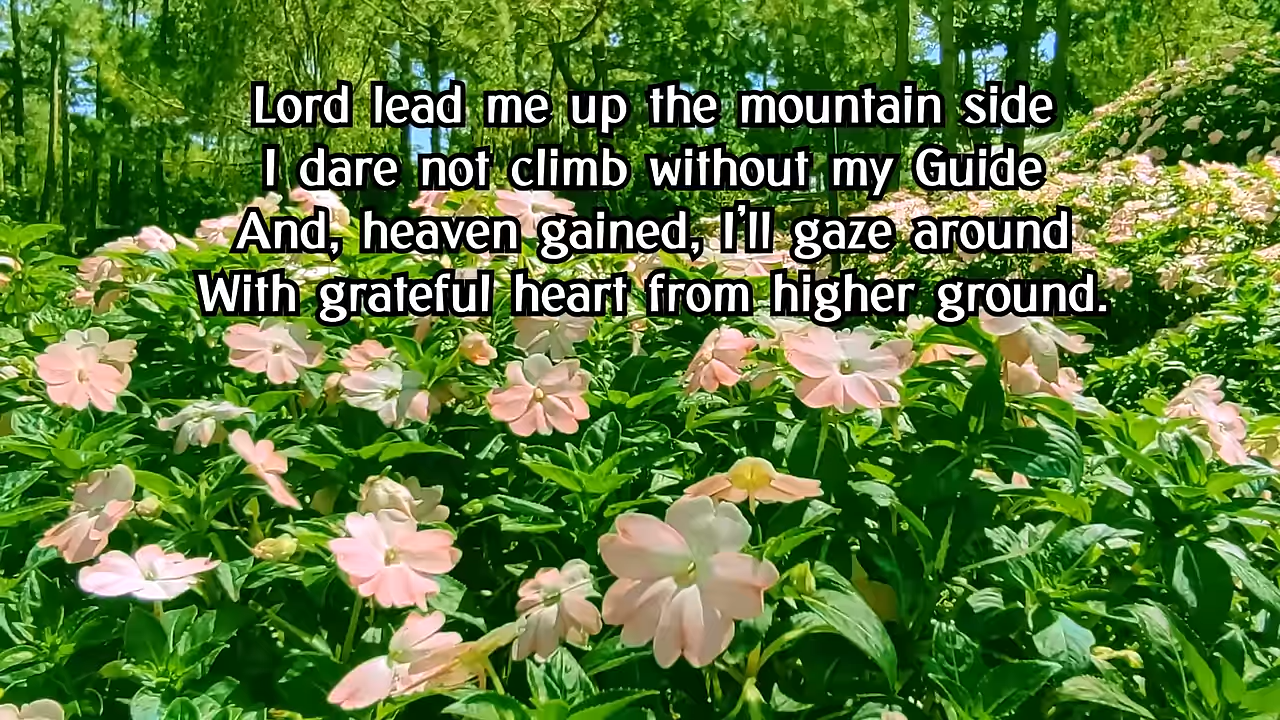 Lord lead me up the mountain side
I dare not climb without my Guide
And, heaven gained, I'll gaze around
With grateful heart from higher ground.